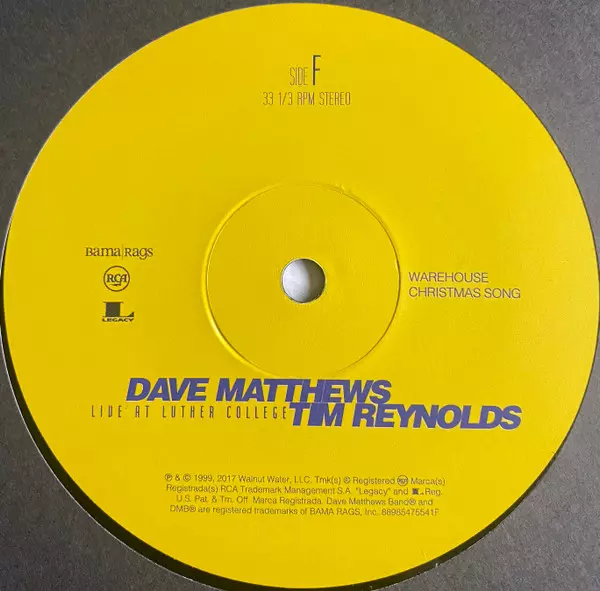 SIDE F
33 1/3 RPM STEREO
Bama|Rags
RCA
L
LEGACY
WAREHOUSE
CHRISTMAS SONG
DAVE MATTHEWS
LIVE AT LUTHER COLLEGE TIM REYNOLDS
℗ & © 1999, 2017 Walnut Water, LLC. Tmk(s) ® Registered RCA Marca(s)
Registrada(s) RCA Trademark Management S.A. "Legacy" and L Reg.
U.S. Pat. & Tm. Off. Marca Registrada. Dave Matthews Band® and
DMB® are registered trademarks of BAMA RAGS, Inc. 88985475541F